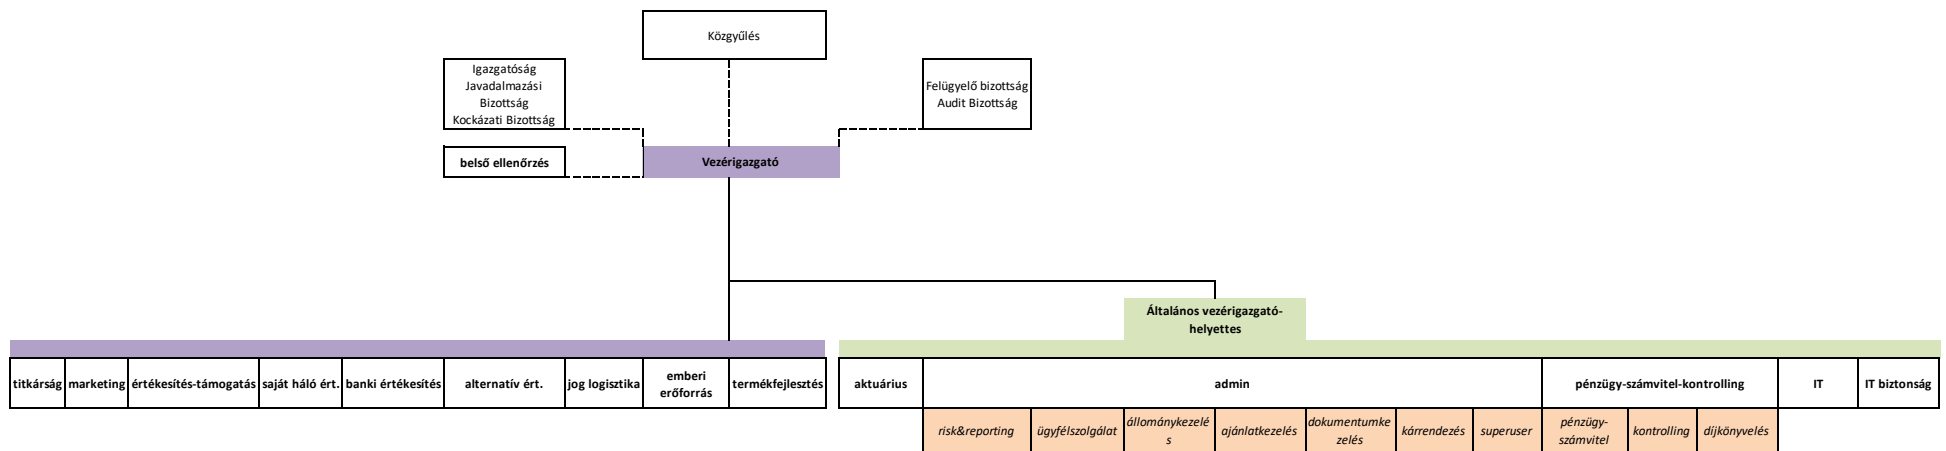 Közgyűlés
Igazgatóság
Javadalmazási
Bizottság
Kockázati Bizottság
Felügyelő bizottság
Audit Bizottság
belső ellenőrzés
Vezérigazgató
Általános vezérigazgató-
helyettes
titkárság
marketing
értékesítés-támogatás
saját háló ért.
banki értékesítés
alternatív ért.
jog logisztika
emberi
erőforrás
termékfejlesztés
aktuárius
admin
pénzügy-számvitel-kontrolling
IT
IT biztonság
risk&reporting
ügyfélszolgálat
állománykezelé
s
ajánlatkezelés
dokumentumke
zelés
kárrendezés
superuser
pénzügy-
számvitel
kontrolling
díjkönyvelés